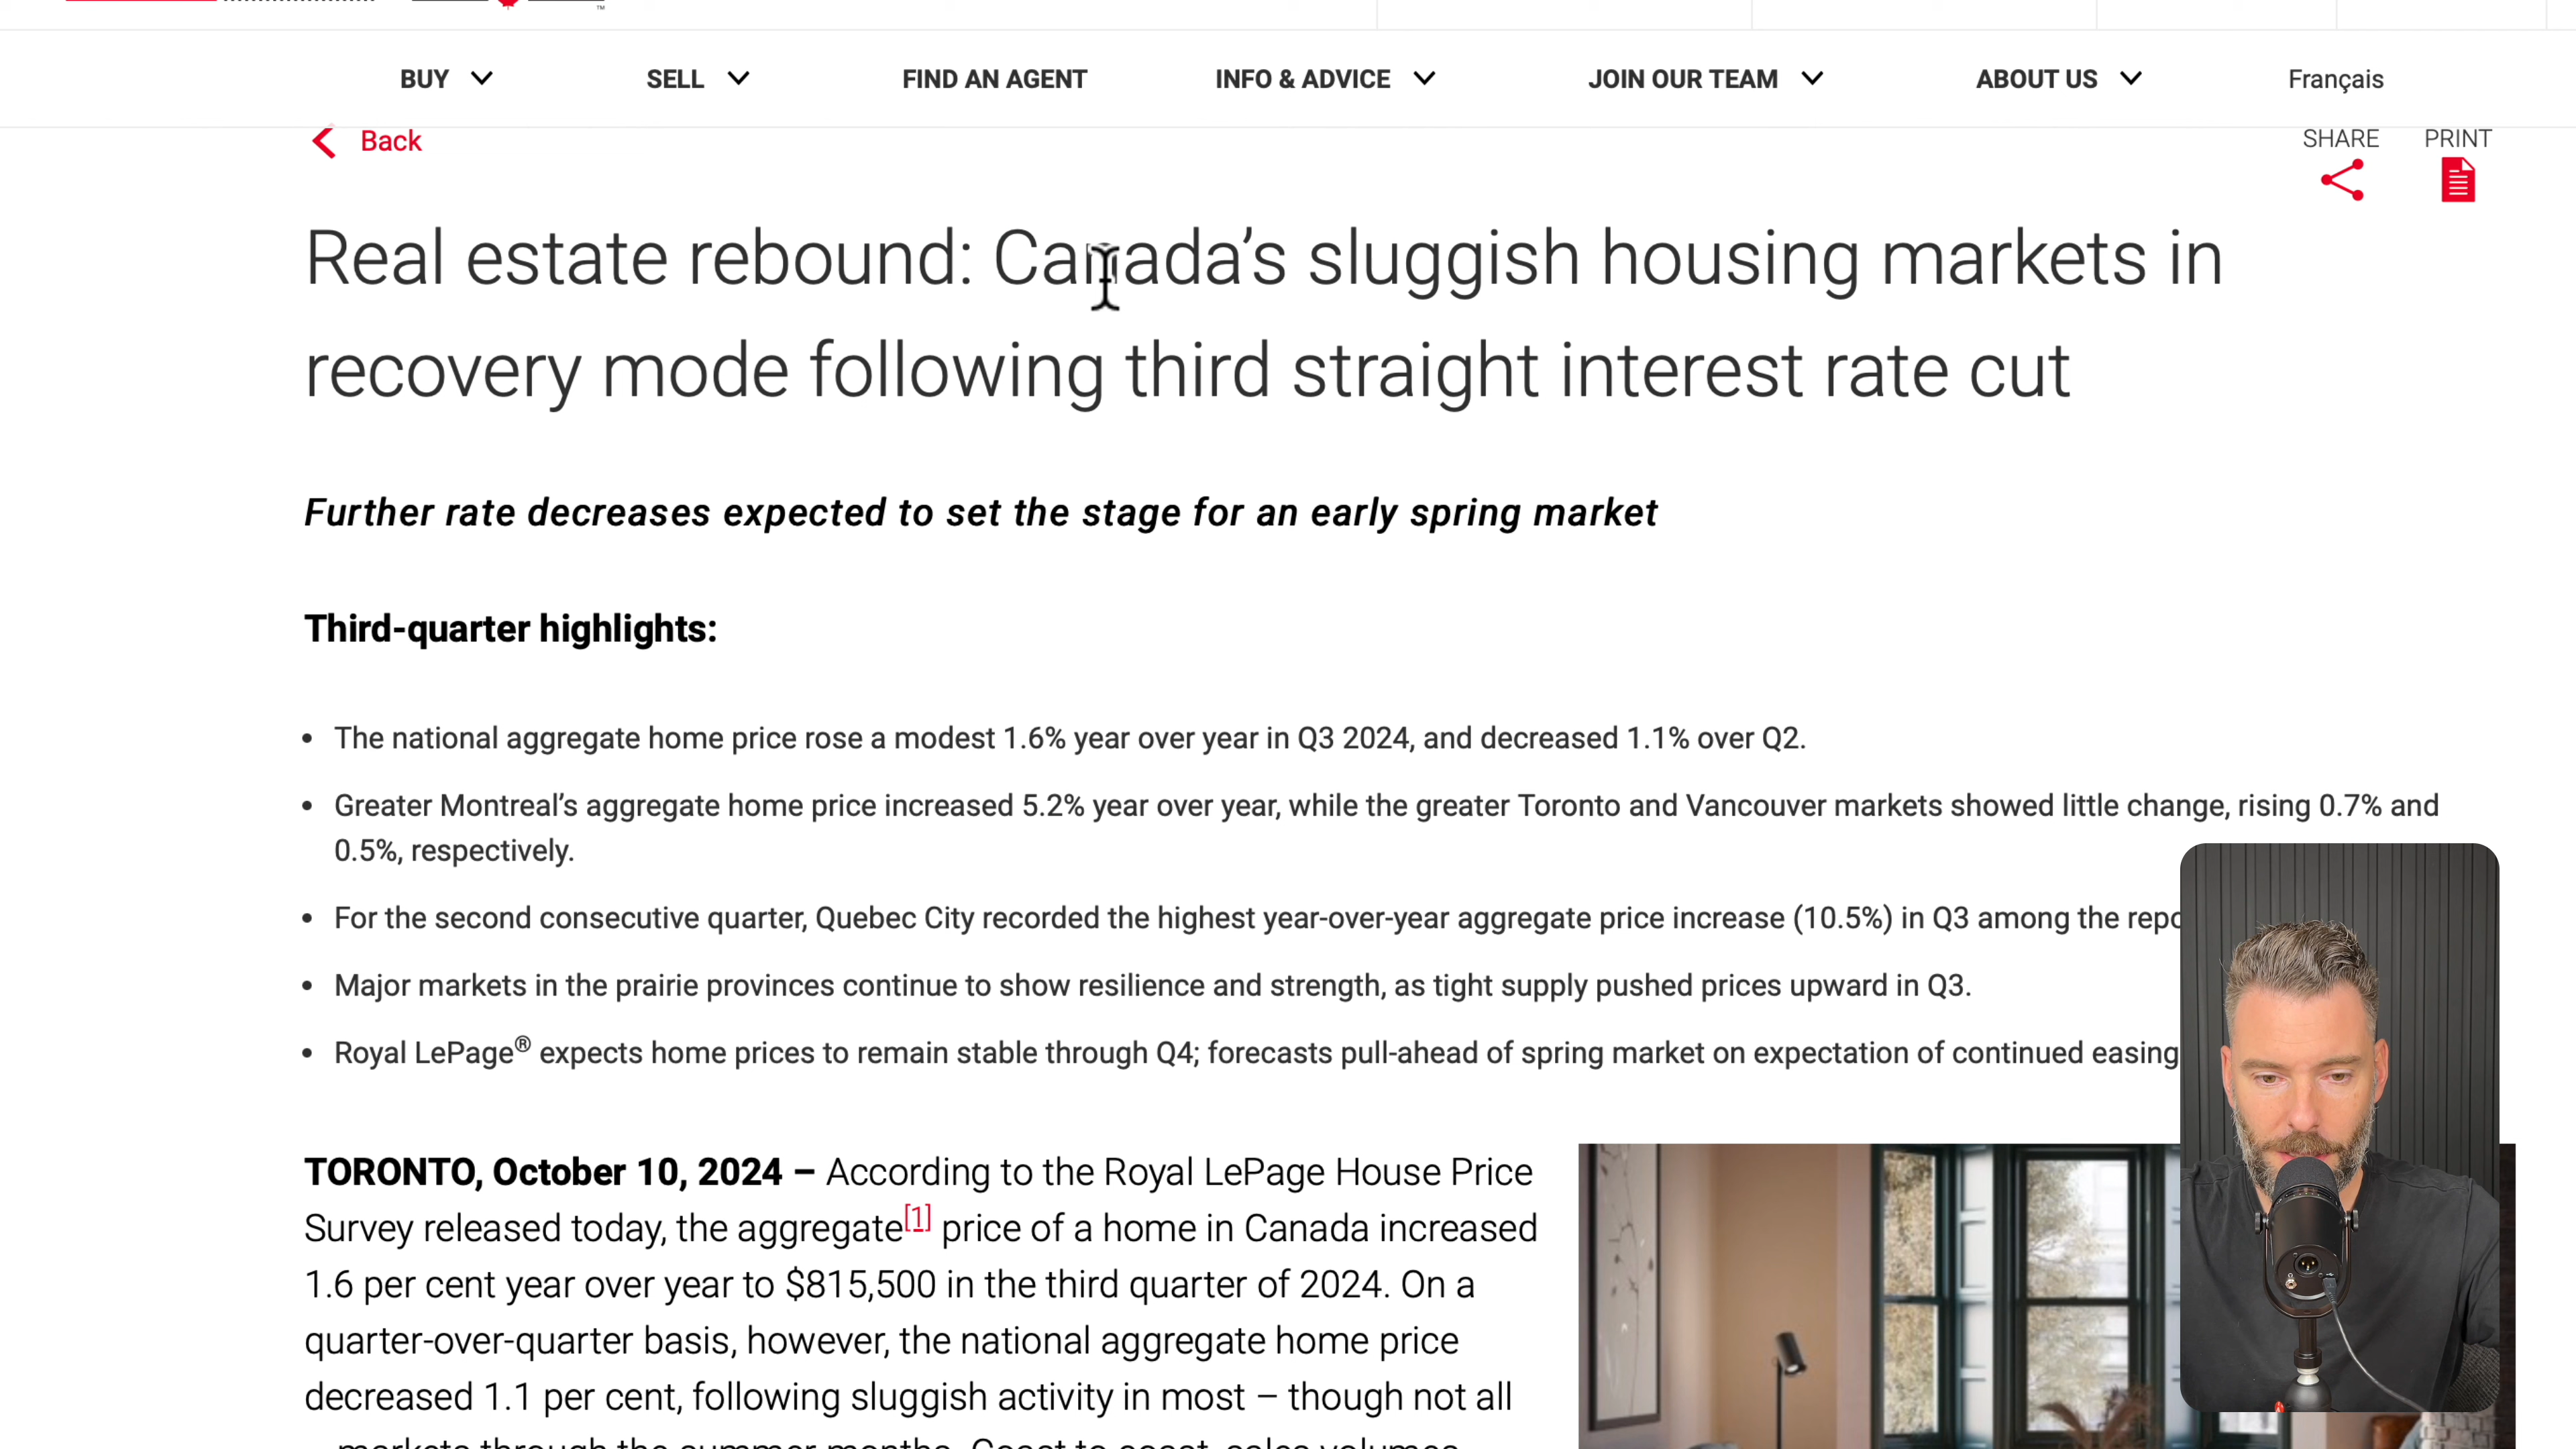 ™
BUY
SELL
FIND AN AGENT
INFO & ADVICE
JOIN OUR TEAM
ABOUT US
Français
Back
SHARE
PRINT
Real estate rebound: Canada’s sluggish housing markets in
recovery mode following third straight interest rate cut
Further rate decreases expected to set the stage for an early spring market
Third-quarter highlights:
• The national aggregate home price rose a modest 1.6% year over year in Q3 2024, and decreased 1.1% over Q2.
• Greater Montreal’s aggregate home price increased 5.2% year over year, while the greater Toronto and Vancouver markets showed little change, rising 0.7% and
0.5%, respectively.
• For the second consecutive quarter, Quebec City recorded the highest year-over-year aggregate price increase (10.5%) in Q3 among the
• Major markets in the prairie provinces continue to show resilience and strength, as tight supply pushed prices upward in Q3.
• Royal LePage® expects home prices to remain stable through Q4; forecasts pull-ahead of spring market on expectation of continued easing
TORONTO, October 10, 2024 – According to the Royal LePage House Price
Survey released today, the aggregate[1] price of a home in Canada increased
1.6 per cent year over year to $815,500 in the third quarter of 2024. On a
quarter-over-quarter basis, however, the national aggregate home price
decreased 1.1 per cent, following sluggish activity in most – though not all
– markets through the summer months. Coast to coast, sales volumes